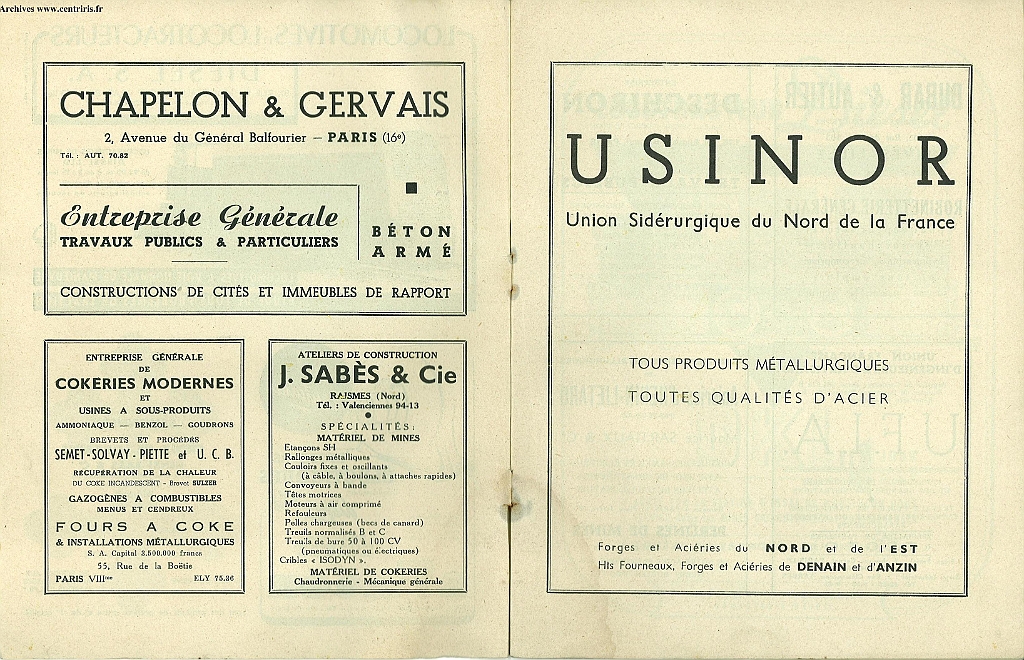 Archives www.centriris.fr
CHAPELON & GERVAIS
2, Avenue du Général Balfourier — PARIS (16e)
Tél. : AUT. 70.82
Entreprise Générale
TRAVAUX PUBLICS & PARTICULIERS
BÉTON
ARMÉ
CONSTRUCTIONS DE CITÉS ET IMMEUBLES DE RAPPORT
ENTREPRISE GÉNÉRALE
DE
COKERIES MODERNES
ET
USINES A SOUS-PRODUITS
AMMONIAQUE — BENZOL — GOUDRONS
BREVETS ET PROCÉDÉS
SEMET-SOLVAY-PIETTE et U. C. B.
RÉCUPÉRATION DE LA CHALEUR
DU COKE INCANDESCENT - Brevet SULZER
GAZOGÈNES A COMBUSTIBLES
MENUS ET CENDREUX
FOURS A COKE
& INSTALLATIONS MÉTALLURGIQUES
S. A. Capital 3.500.000 francs
55, Rue de la Boëtie
PARIS VIIIme ELY 75.36
ATELIERS DE CONSTRUCTION
J. SABÈS & Cie
RAISMES (Nord)
Tél. : Valenciennes 94-13
SPÉCIALITÉS :
MATÉRIEL DE MINES
Etançons SH
Rallonges métalliques
Couloirs fixes et oscillants
(à câble, à boulons, à attaches rapides)
Convoyeurs à bande
Têtes motrices
Moteurs à air comprimé
Refouleurs
Pelles chargeuses (becs de canard)
Treuils normalisés B et C
Treuils de bure 50 à 100 CV
(pneumatiques ou électriques)
Cribles « ISODYN ».
MATÉRIEL DE COKERIES
Chaudronnerie - Mécanique générale
USINOR
Union Sidérurgique du Nord de la France
TOUS PRODUITS MÉTALLURGIQUES
TOUTES QUALITÉS D'ACIER
Forges et Aciéries du NORD et de l'EST
Hts Fourneaux, Forges et Aciéries de DENAIN et d'ANZIN